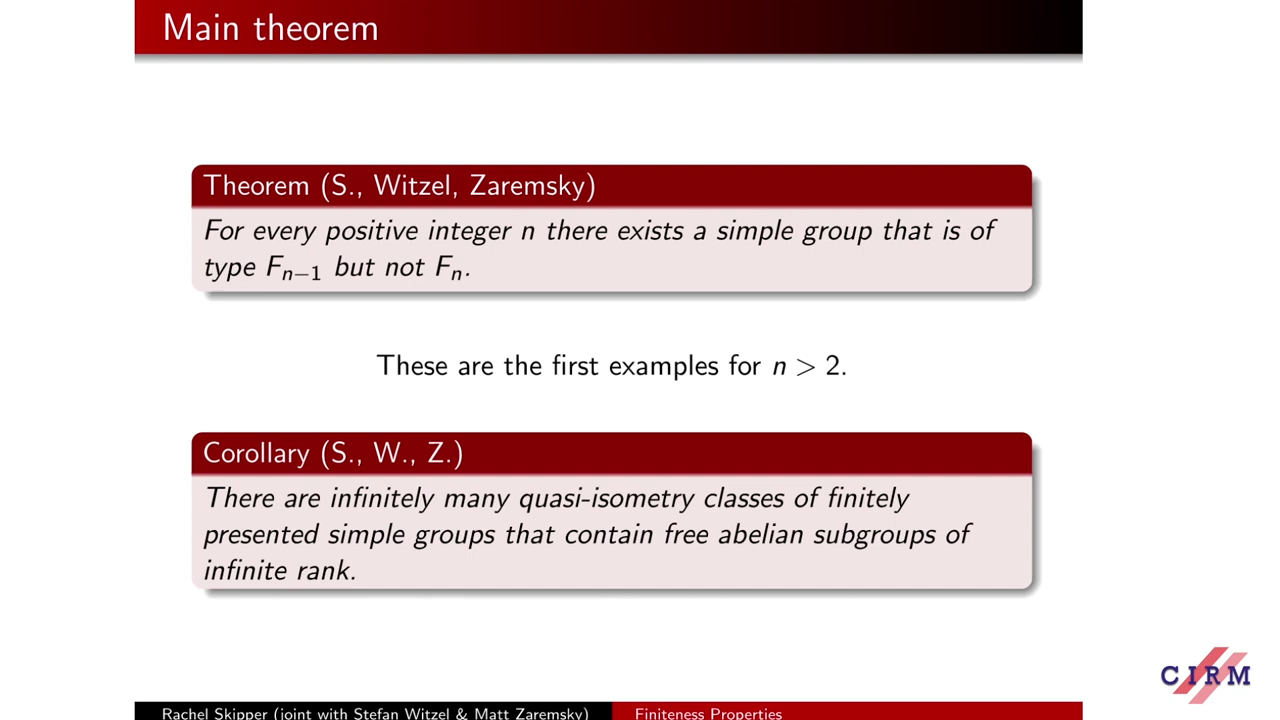 Main theorem
Theorem (S., Witzel, Zaremsky)
For every positive integer n there exists a simple group that is of
type Fₙ₋₁ but not Fₙ.
These are the first examples for n > 2.
Corollary (S., W., Z.)
There are infinitely many quasi-isometry classes of finitely
presented simple groups that contain free abelian subgroups of
infinite rank.
CIRM
Rachel Skipper (joint with Stefan Witzel & Matt Zaremsky) Finiteness Properties